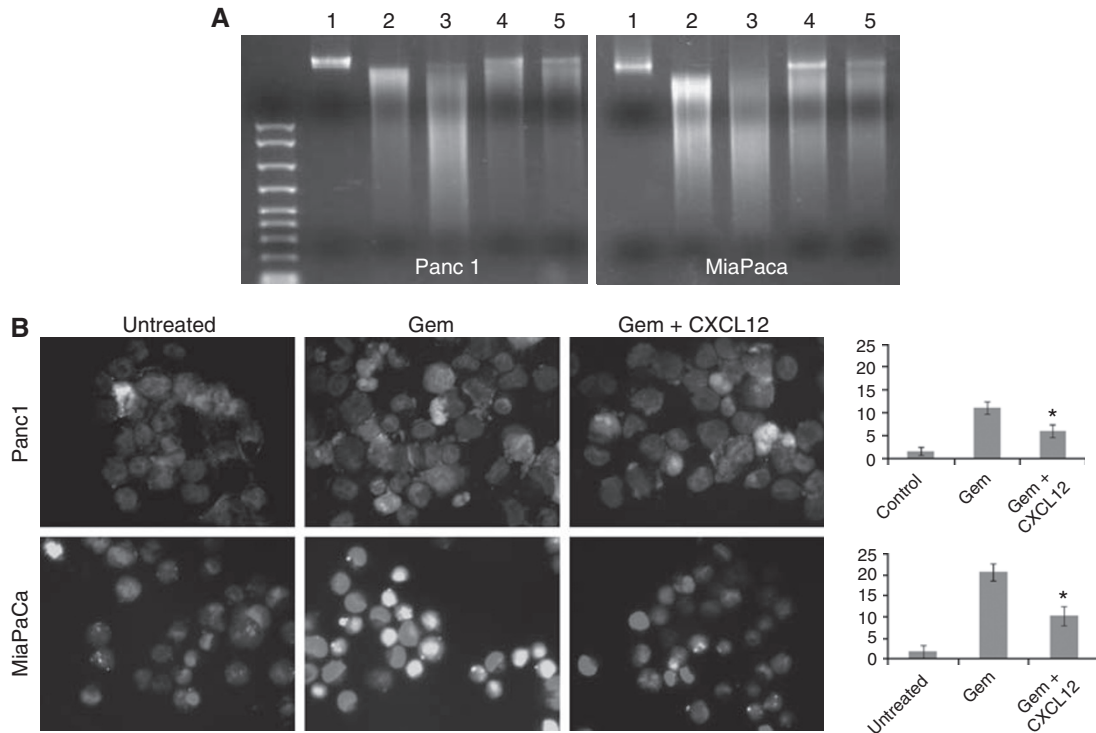 A
1 2 3 4 5 1 2 3 4 5
Panc 1 MiaPaca
B
Untreated Gem Gem + CXCL12
Panc1
25
20
15
10
5
0
*
Control Gem Gem +
CXCL12
MiaPaCa
25
20
15
10
5
0
*
Untreated Gem Gem +
CXCL12